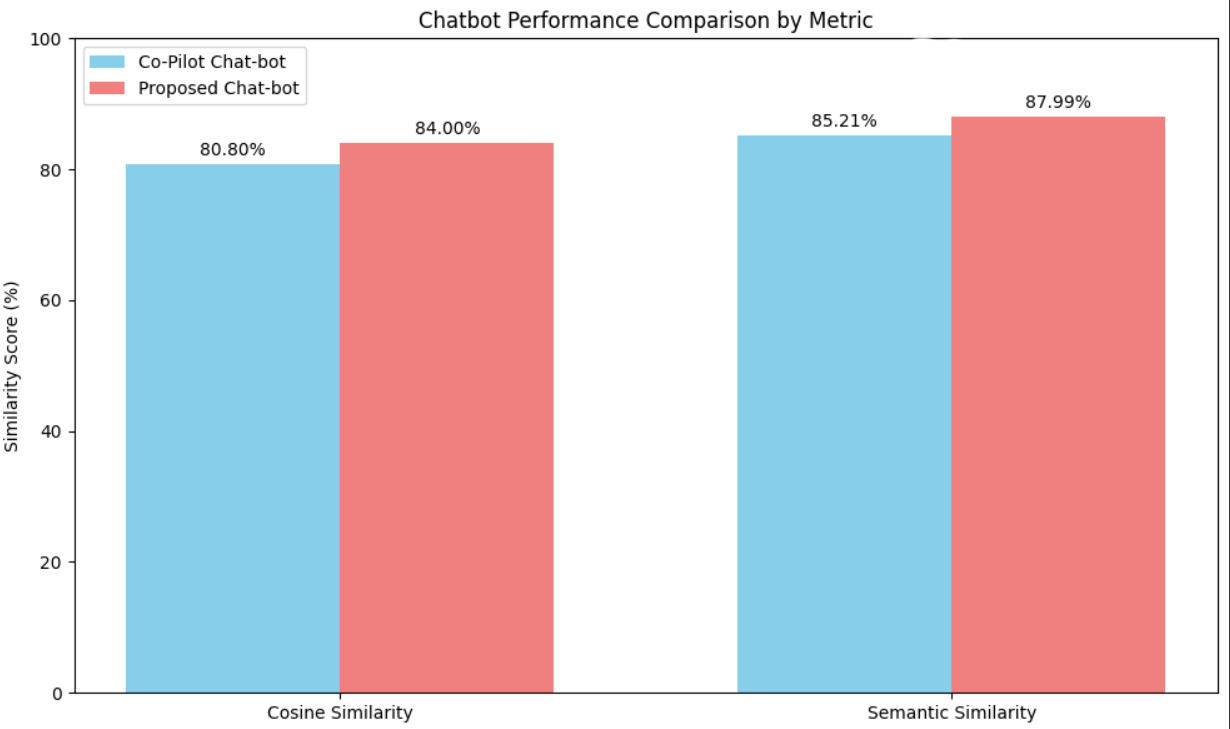 Chatbot Performance Comparison by Metric
Co-Pilot Chat-bot
Proposed Chat-bot
Similarity Score (%)
100
80
60
40
20
0
80.80%
84.00%
85.21%
87.99%
Cosine Similarity
Semantic Similarity